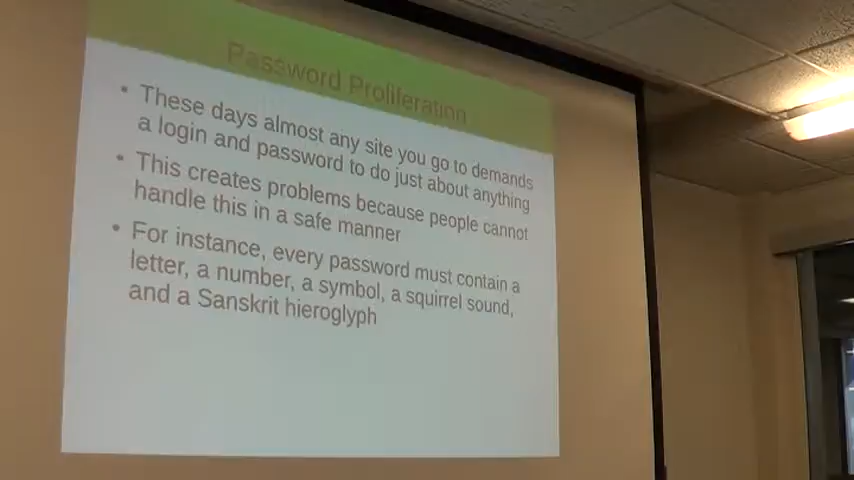 Password Proliferation
• These days almost any site you go to demands
a login and password to do just about anything
• This creates problems because people cannot
handle this in a safe manner
• For instance, every password must contain a
letter, a number, a symbol, a squirrel sound,
and a Sanskrit hieroglyph